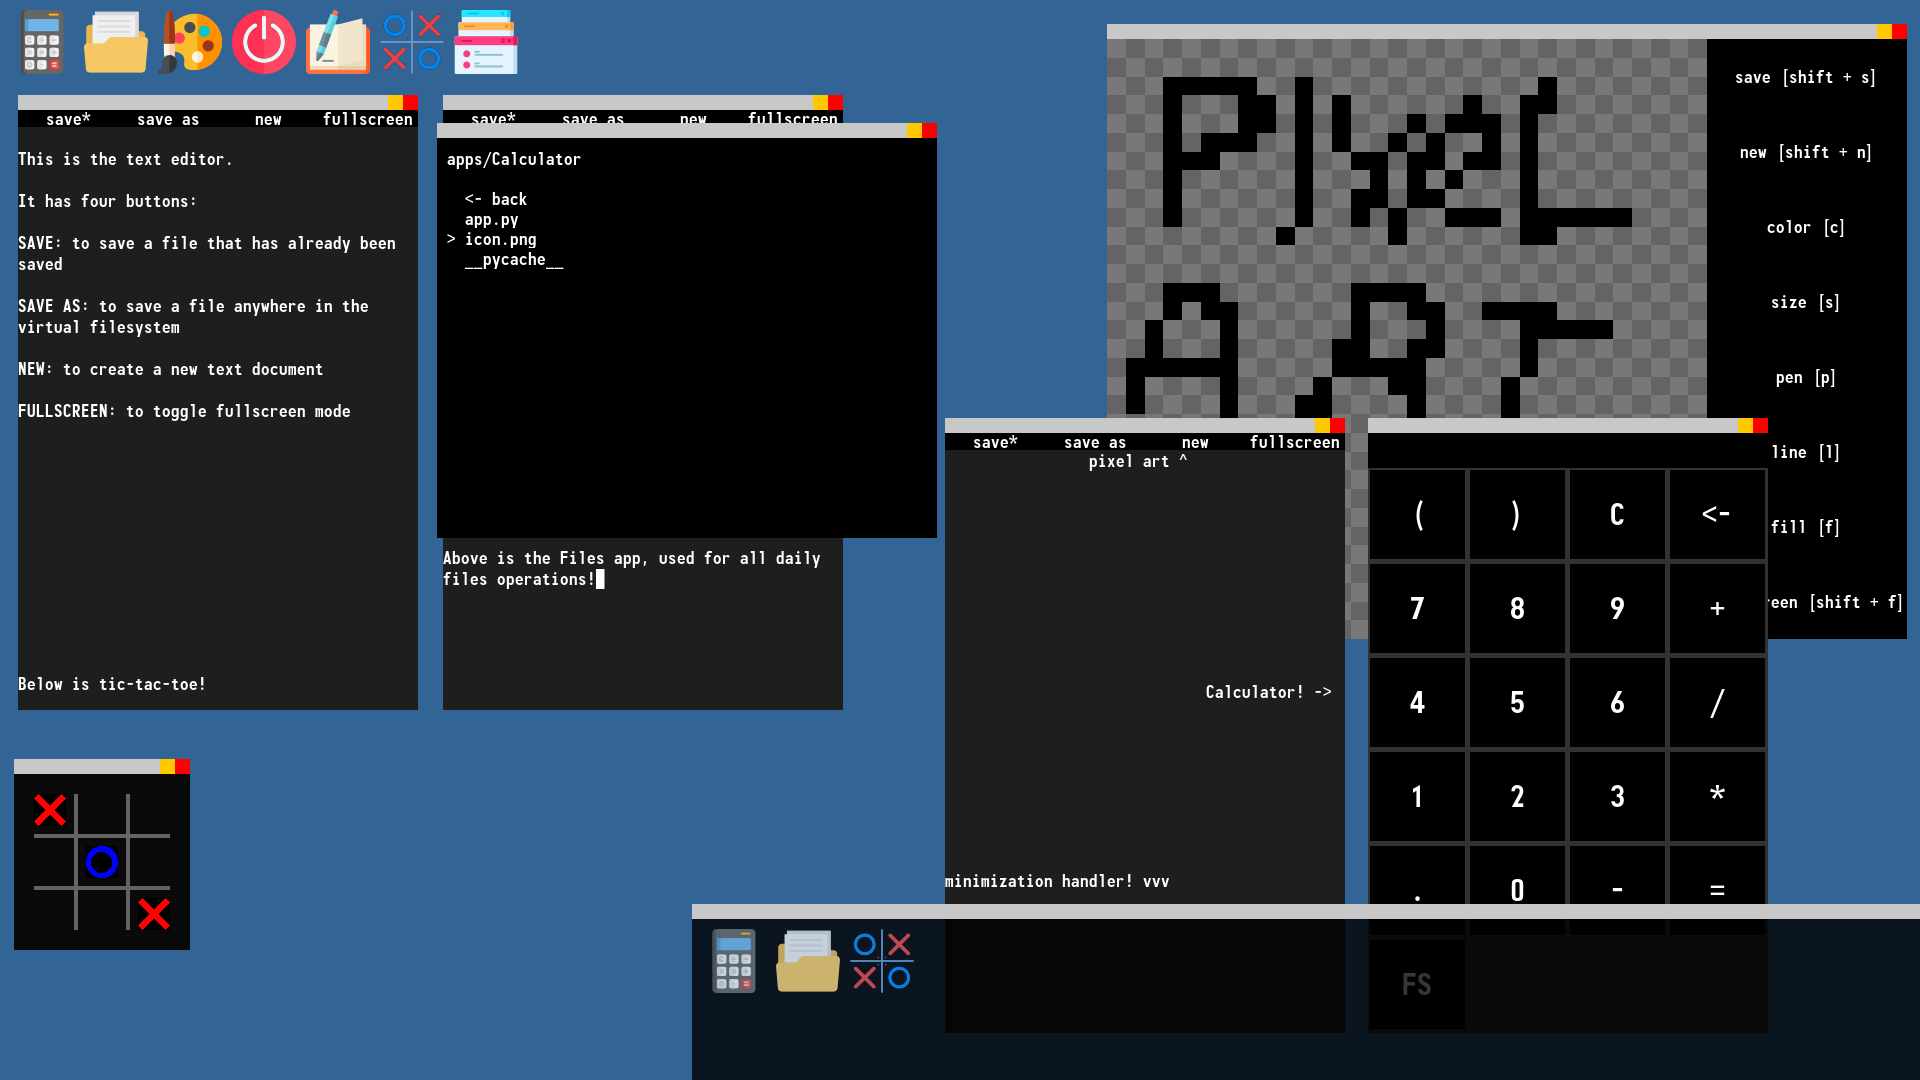 save* save as new fullscreen
This is the text editor.
It has four buttons:
SAVE: to save a file that has already been
saved
SAVE AS: to save a file anywhere in the
virtual filesystem
NEW: to create a new text document
FULLSCREEN: to toggle fullscreen mode
Below is tic-tac-toe!
save* save as new fullscreen
apps/Calculator
<- back
app.py
> icon.png
__pycache__
Above is the Files app, used for all daily
files operations!
PIxel
ART
save [shift + s]
new [shift + n]
color [c]
size [s]
pen [p]
line [l]
fill [f]
[shift + f]
save* save as new fullscreen
pixel art ^
Calculator! ->
minimization handler! vvv
( ) C <-
7 8 9 +
4 5 6 /
1 2 3 *
. 0 - =
FS